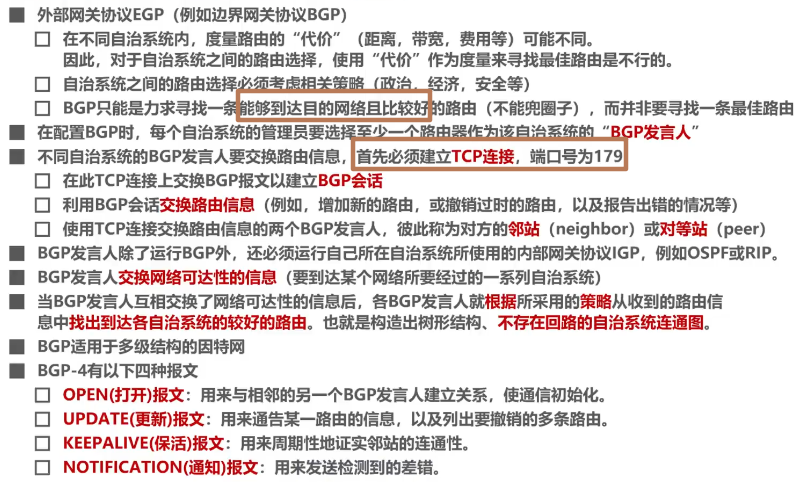 外部网关协议EGP（例如边界网关协议BGP）
在不同自治系统内，度量路由的“代价”（距离，带宽，费用等）可能不同。
因此，对于自治系统之间的路由选择，使用“代价”作为度量来寻找最佳路由是不行的。
自治系统之间的路由选择必须考虑相关策略（政治，经济，安全等）
BGP只能是力求寻找一条能够到达目的网络且比较好的路由（不能兜圈子），而并非要寻找一条最佳路由
在配置BGP时，每个自治系统的管理员要选择至少一个路由器作为该自治系统的“BGP发言人”
不同自治系统的BGP发言人要交换路由信息，首先必须建立TCP连接，端口号为179
在此TCP连接上交换BGP报文以建立BGP会话
利用BGP会话交换路由信息（例如，增加新的路由，或撤销过时的路由，以及报告出错的情况等）
使用TCP连接交换路由信息的两个BGP发言人，彼此称为对方的邻站（neighbor）或对等站（peer）
BGP发言人除了运行BGP外，还必须运行自己所在自治系统所使用的内部网关协议IGP，例如OSPF或RIP。
BGP发言人交换网络可达性的信息（要到达某个网络所要经过的一系列自治系统）
当BGP发言人互相交换了网络可达性的信息后，各BGP发言人就根据所采用的策略从收到的路由信
息中找出到达各自治系统的较好的路由。也就是构造出树形结构、不存在回路的自治系统连通图。
BGP适用于多级结构的因特网
BGP-4有以下四种报文
OPEN(打开)报文：用来与相邻的另一个BGP发言人建立关系，使通信初始化。
UPDATE(更新)报文：用来通告某一路由的信息，以及列出要撤销的多条路由。
KEEPALIVE(保活)报文：用来周期性地证实邻站的连通性。
NOTIFICATION(通知)报文：用来发送检测到的差错。